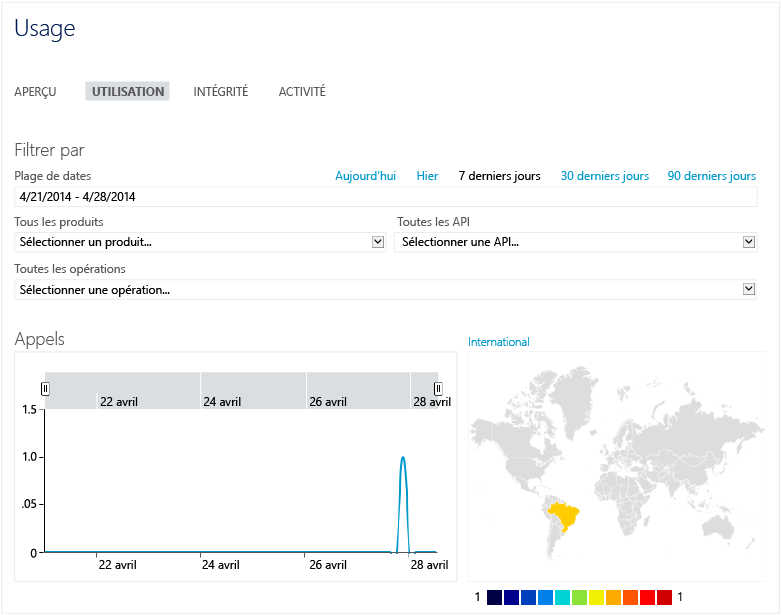 Usage
APERÇU UTILISATION INTÉGRITÉ ACTIVITÉ
Filtrer par
Plage de dates Aujourd'hui Hier 7 derniers jours 30 derniers jours 90 derniers jours
4/21/2014 - 4/28/2014
Tous les produits Toutes les API
Sélectionner un produit... Sélectionner une API...
Toutes les opérations
Sélectionner une opération...
Appels International
22 avril 24 avril 26 avril 28 avril
1.5
1.0
.05
0
22 avril 24 avril 26 avril 28 avril
1 1